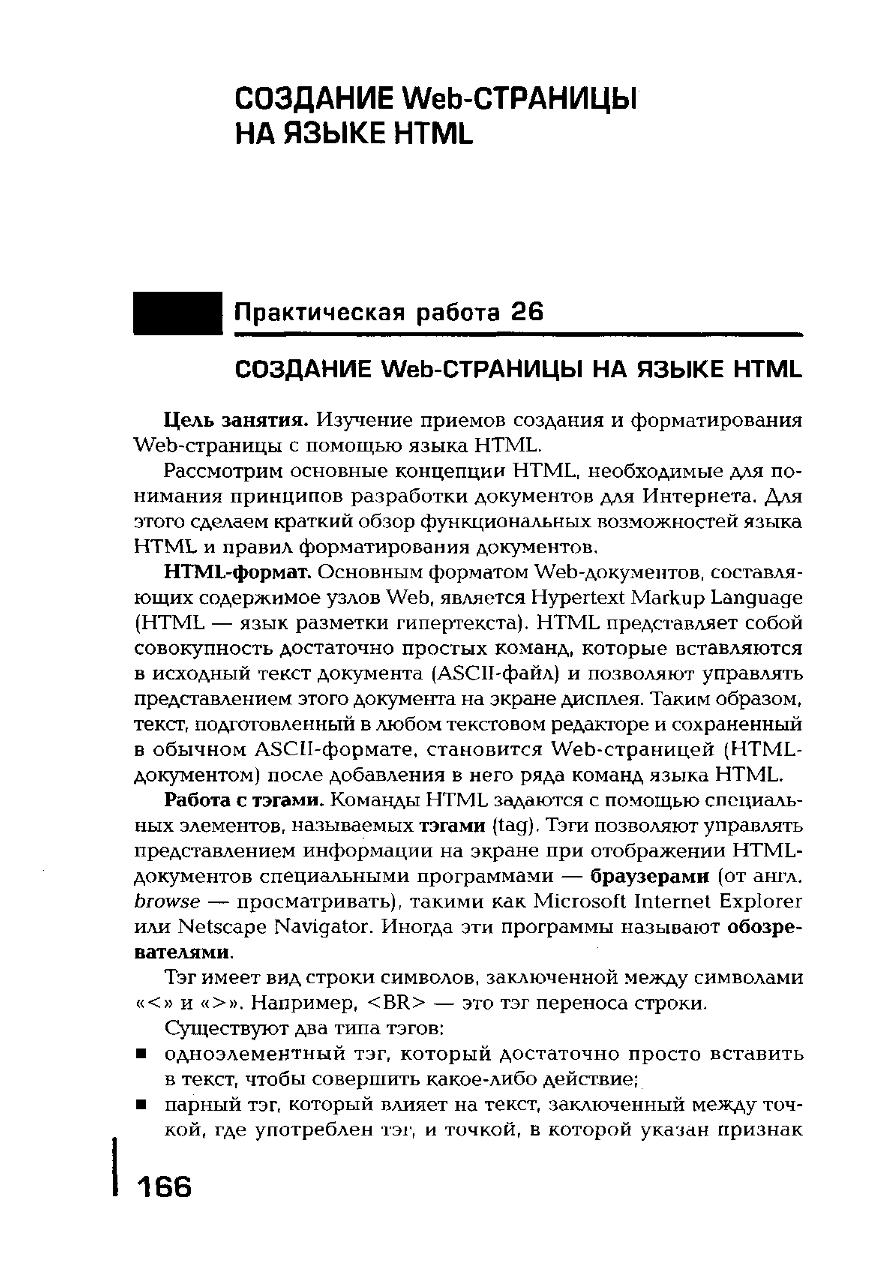 СОЗДАНИЕ Web-СТРАНИЦЫ
НА ЯЗЫКЕ HTML
Практическая работа 26
СОЗДАНИЕ Web-СТРАНИЦЫ НА ЯЗЫКЕ HTML
Цель занятия. Изучение приемов создания и форматирования
Web-страницы с помощью языка HTML.
Рассмотрим основные концепции HTML, необходимые для по-
нимания принципов разработки документов для Интернета. Для
этого сделаем краткий обзор функциональных возможностей языка
HTML и правил форматирования документов.
HTML-формат. Основным форматом Web-документов, составля-
ющих содержимое узлов Web, является Hypertext Markup Language
(HTML — язык разметки гипертекста). HTML представляет собой
совокупность достаточно простых команд, которые вставляются
в исходный текст документа (ASCII-файл) и позволяют управлять
представлением этого документа на экране дисплея. Таким образом,
текст, подготовленный в любом текстовом редакторе и сохраненный
в обычном ASCII-формате, становится Web-страницей (HTML-
документом) после добавления в него ряда команд языка HTML.
Работа с тэгами. Команды HTML задаются с помощью специаль-
ных элементов, называемых тэгами (tag). Тэги позволяют управлять
представлением информации на экране при отображении HTML-
документов специальными программами — браузерами (от англ.
browse — просматривать), такими как Microsoft Internet Explorer
или Netscape Navigator. Иногда эти программы называют обозре-
вателями.
Тэг имеет вид строки символов, заключенной между символами
«<» и «>». Например, <BR> — это тэг переноса строки.
Существуют два типа тэгов:
■ одноэлементный тэг, который достаточно просто вставить
в текст, чтобы совершить какое-либо действие;
■ парный тэг, который влияет на текст, заключенный между точ-
кой, где употреблен тэг, и точкой, в которой указан признак
166